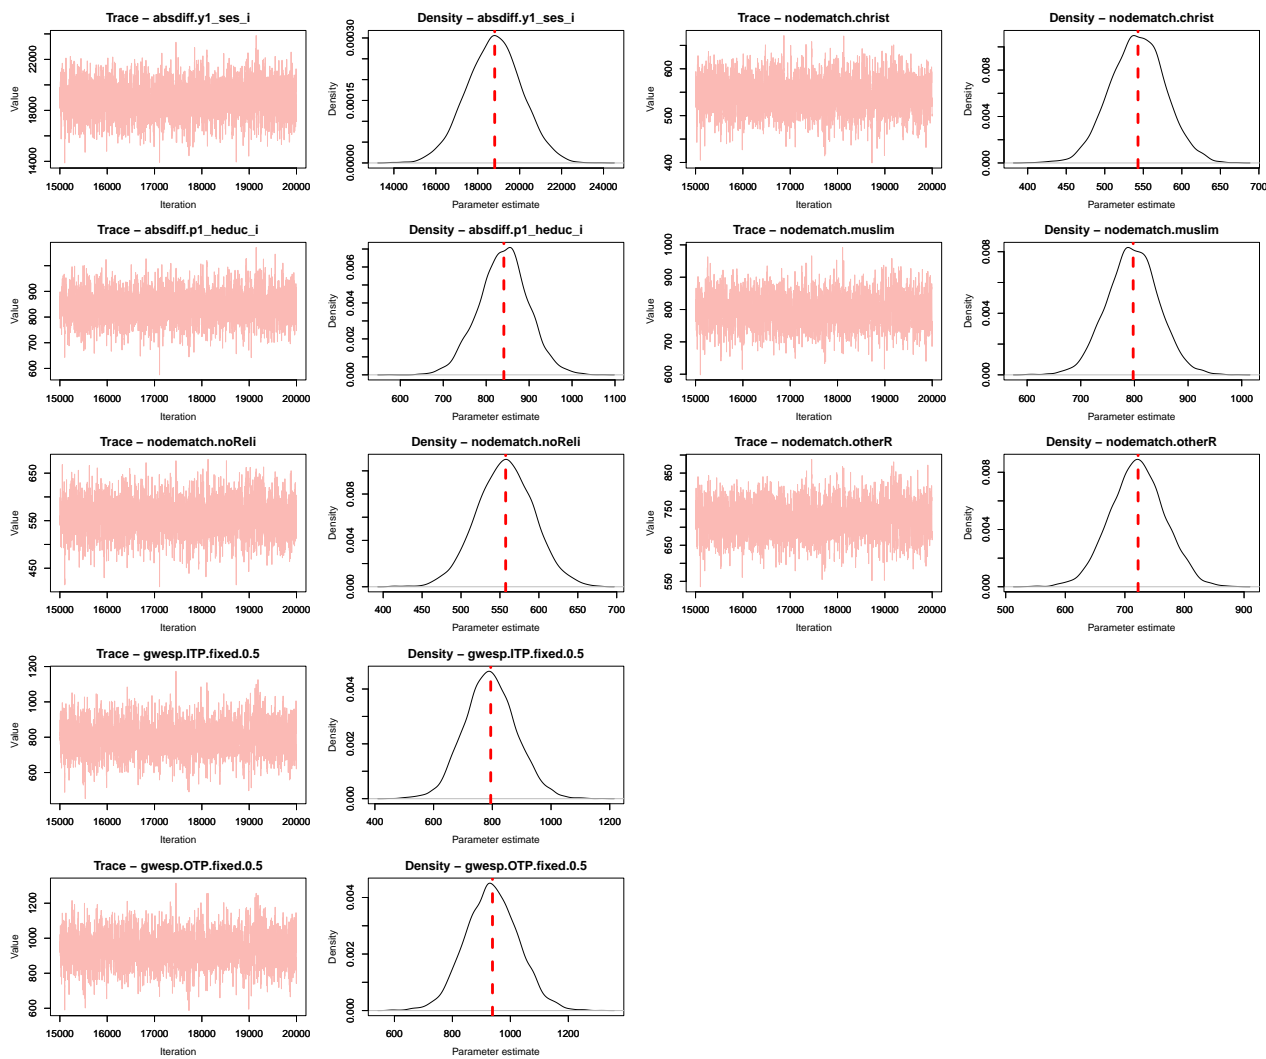 Trace − absdiff.y1_ses_i
Value
14000 18000 22000
15000 16000 17000 18000 19000 20000
Iteration
Density − absdiff.y1_ses_i
Density
0.00000 0.00015 0.00030
14000 16000 18000 20000 22000 24000
Parameter estimate
Trace − nodematch.christ
Value
400 500 600
15000 16000 17000 18000 19000 20000
Iteration
Density − nodematch.christ
Density
0.000 0.004 0.008
400 450 500 550 600 650 700
Parameter estimate
Trace − absdiff.p1_heduc_i
Value
600 700 800 900
15000 16000 17000 18000 19000 20000
Iteration
Density − absdiff.p1_heduc_i
Density
0.000 0.002 0.004 0.006
600 700 800 900 1000 1100
Parameter estimate
Trace − nodematch.muslim
Value
600 700 800 900 1000
15000 16000 17000 18000 19000 20000
Iteration
Density − nodematch.muslim
Density
0.000 0.004 0.008
600 700 800 900 1000
Parameter estimate
Trace − nodematch.noReli
Value
450 550 650
15000 16000 17000 18000 19000 20000
Iteration
Density − nodematch.noReli
Density
0.000 0.004 0.008
400 450 500 550 600 650 700
Parameter estimate
Trace − nodematch.otherR
Value
550 650 750 850
15000 16000 17000 18000 19000 20000
Iteration
Density − nodematch.otherR
Density
0.000 0.004 0.008
500 600 700 800 900
Parameter estimate
Trace − gwesp.ITP.fixed.0.5
Value
600 800 1000 1200
15000 16000 17000 18000 19000 20000
Iteration
Density − gwesp.ITP.fixed.0.5
Density
0.000 0.002 0.004
400 600 800 1000 1200
Parameter estimate
Trace − gwesp.OTP.fixed.0.5
Value
600 800 1000 1200
15000 16000 17000 18000 19000 20000
Iteration
Density − gwesp.OTP.fixed.0.5
Density
0.000 0.002 0.004
600 800 1000 1200
Parameter estimate